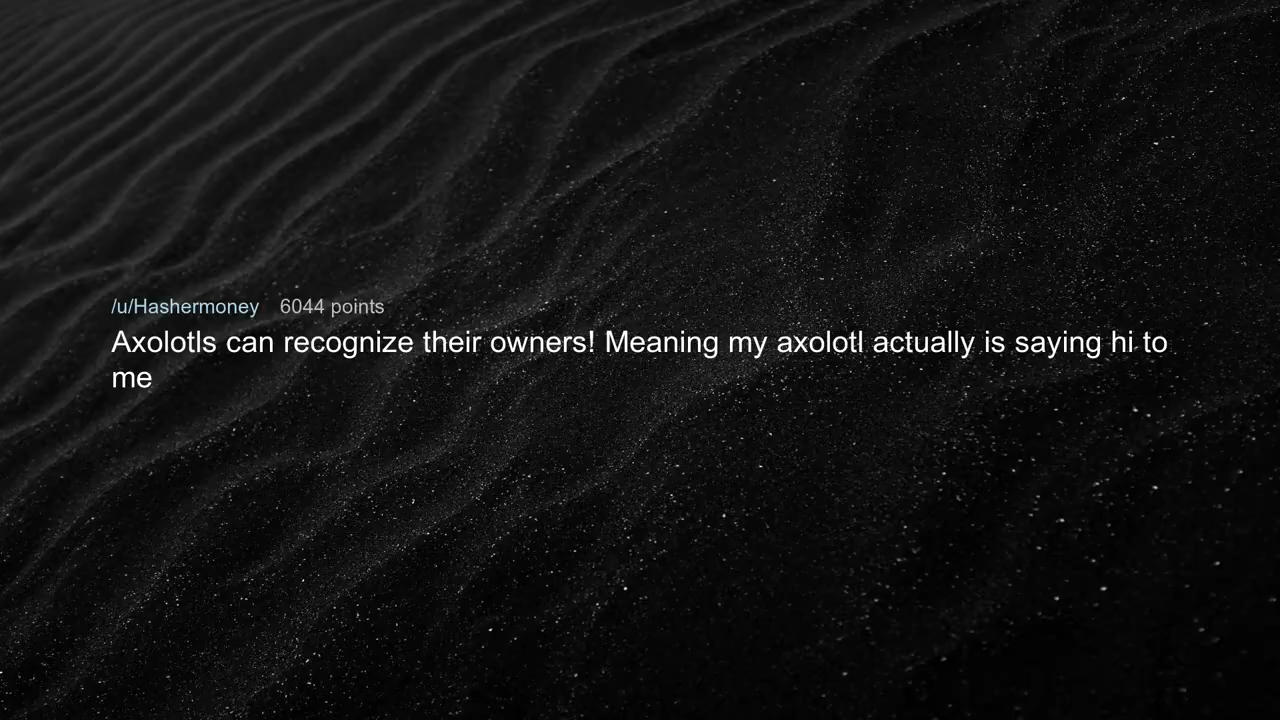 /u/Hashermoney 6044 points
Axolotls can recognize their owners! Meaning my axolotl actually is saying hi to
me